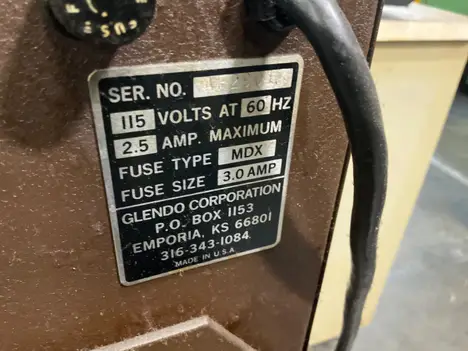 FUSE
SER. NO.
115 VOLTS AT 60 HZ
2.5 AMP. MAXIMUM
FUSE TYPE MDX
FUSE SIZE 3.0 AMP
GLENDO CORPORATION
P.O. BOX 1153
EMPORIA, KS 66801
316-343-1084
MADE IN U.S.A.